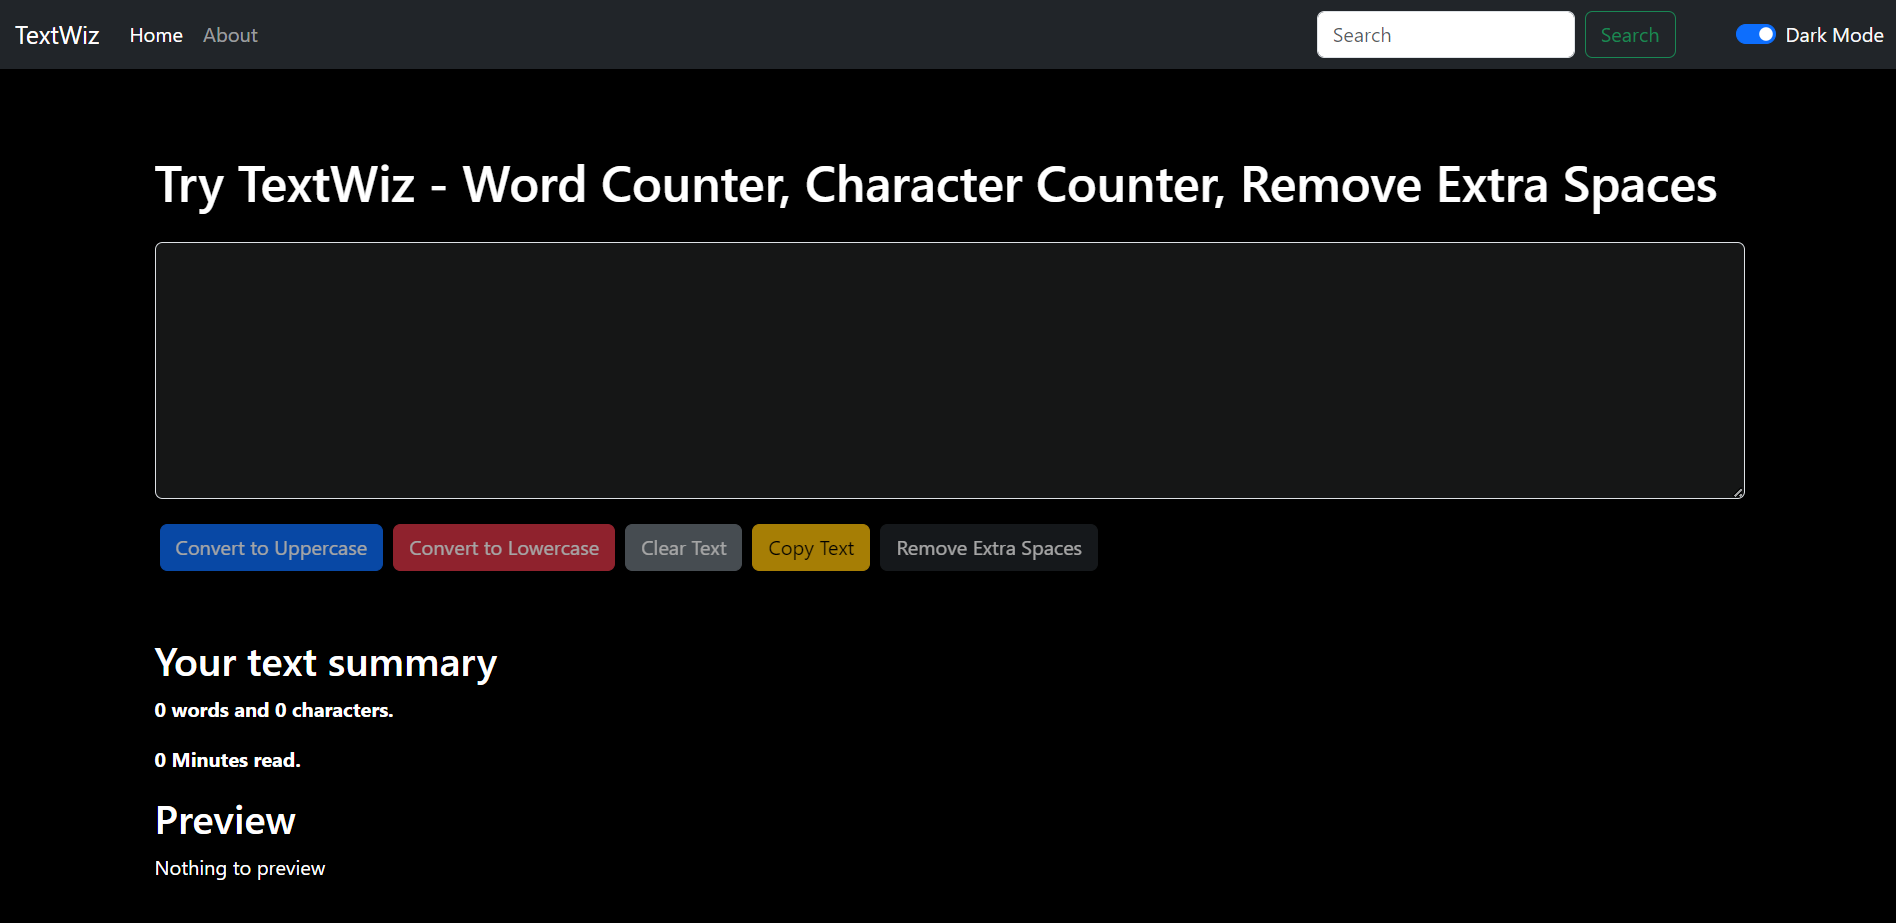 TextWiz Home About Search Search Dark Mode
Try TextWiz - Word Counter, Character Counter, Remove Extra Spaces
Convert to Uppercase Convert to Lowercase Clear Text Copy Text Remove Extra Spaces
Your text summary
0 words and 0 characters.
0 Minutes read.
Preview
Nothing to preview